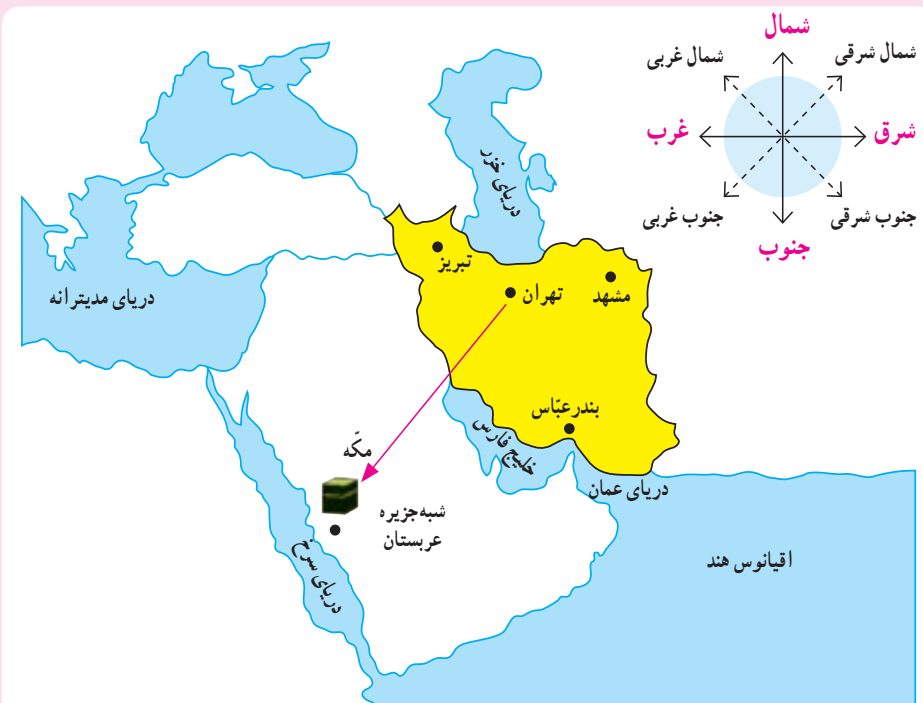 شمال
شمال شرقی
شمال غربی
شرق
غرب
جنوب شرقی
جنوب غربی
جنوب
دریای خزر
تبریز
مشهد
تهران
دریای مدیترانه
بندرعبّاس
خلیج فارس
مکّه
دریای عمان
شبه‌جزیره
عربستان
دریای سرخ
اقیانوس هند